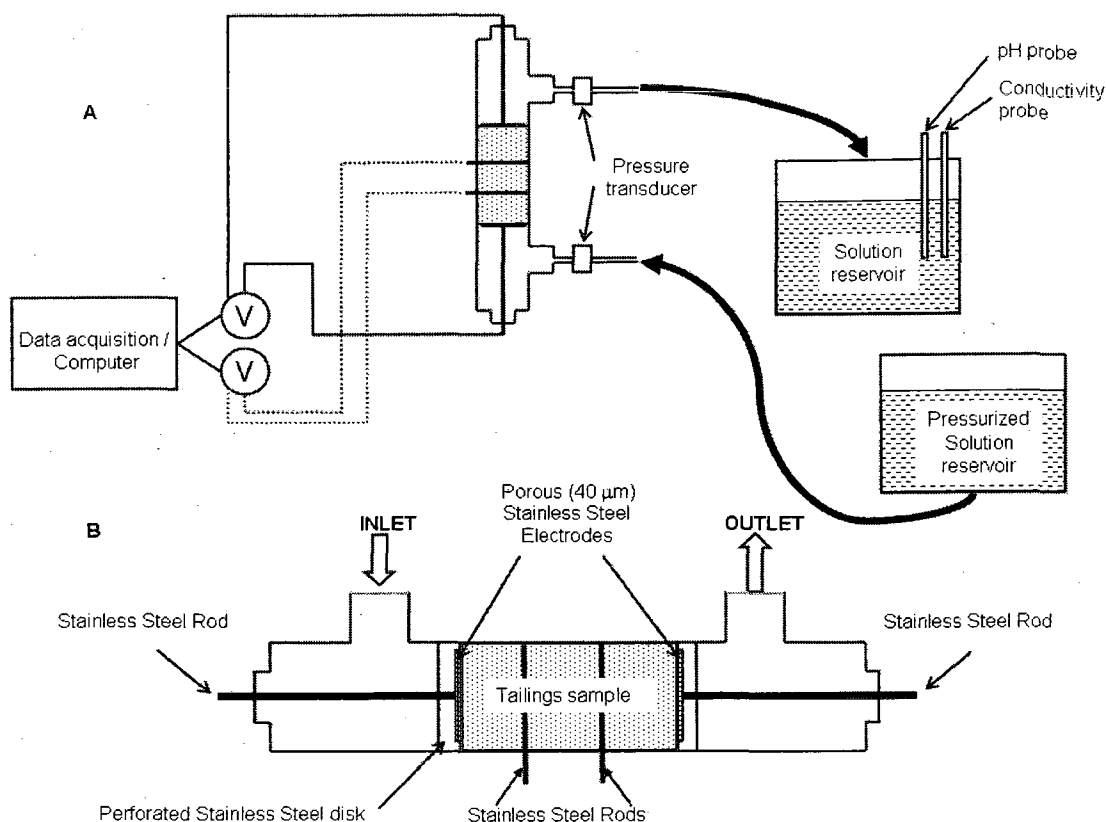 A
pH probe
Conductivity
probe
Pressure
transducer
Solution
reservoir
V
Data acquisition /
Computer
V
Pressurized
Solution
reservoir
B
Porous (40 µm)
Stainless Steel
Electrodes
INLET
OUTLET
Stainless Steel Rod
Stainless Steel Rod
Tailings sample
Perforated Stainless Steel disk
Stainless Steel Rods